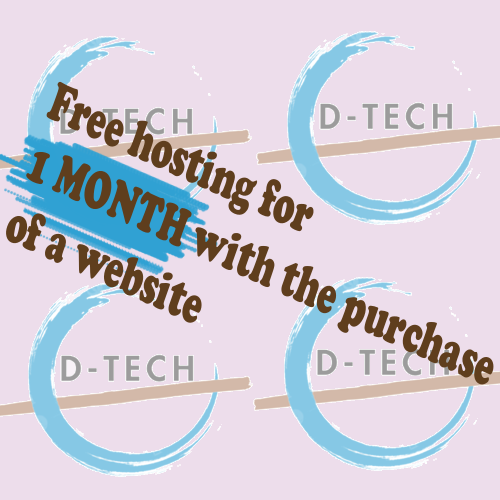 D-TECH
D-TECH
Free hosting for
1 MONTH with the purchase
of a website
D-TECH
D-TECH